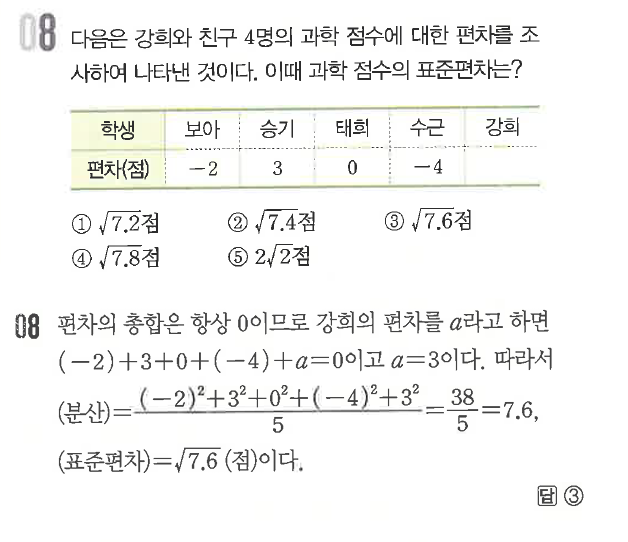 08 다음은 강희와 친구 4명의 과학 점수에 대한 편차를 조
사하여 나타낸 것이다. 이때 과학 점수의 표준편차는?
학생 보아 승기 태희 수근 강희
편차(점) -2 3 0 -4
① √7.2점 ② √7.4점 ③ √7.6점
④ √7.8점 ⑤ 2√2점
08 편차의 총합은 항상 0이므로 강희의 편차를 a라고 하면
(-2)+3+0+(-4)+a=0이고 a=3이다. 따라서
(분산)=((-2)²+3²+0²+(-4)²+3²)/5=38/5=7.6,
(표준편차)=√7.6 (점)이다.
답 ③